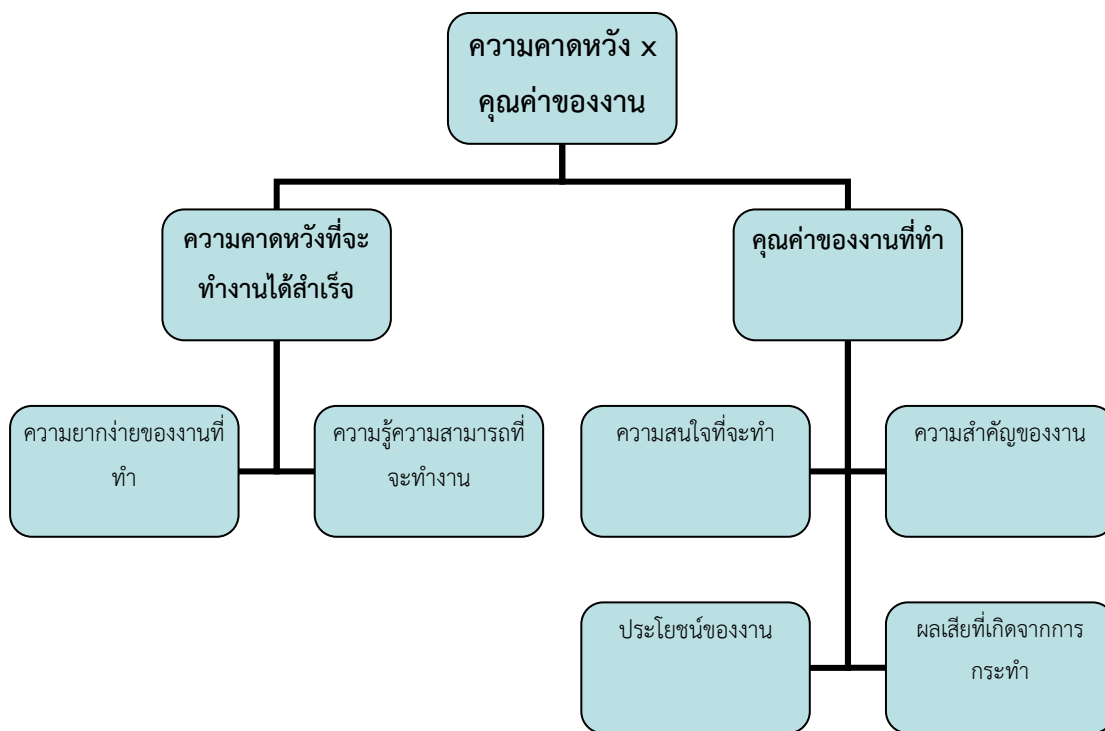 ความคาดหวัง x
คุณค่าของงาน
ความคาดหวังที่จะ
ทำงานได้สำเร็จ
คุณค่าของงานที่ทำ
ความยากง่ายของงานที่
ทำ
ความรู้ความสามารถที่
จะทำงาน
ความสนใจที่จะทำ
ความสำคัญของงาน
ประโยชน์ของงาน
ผลเสียที่เกิดจากการ
กระทำ